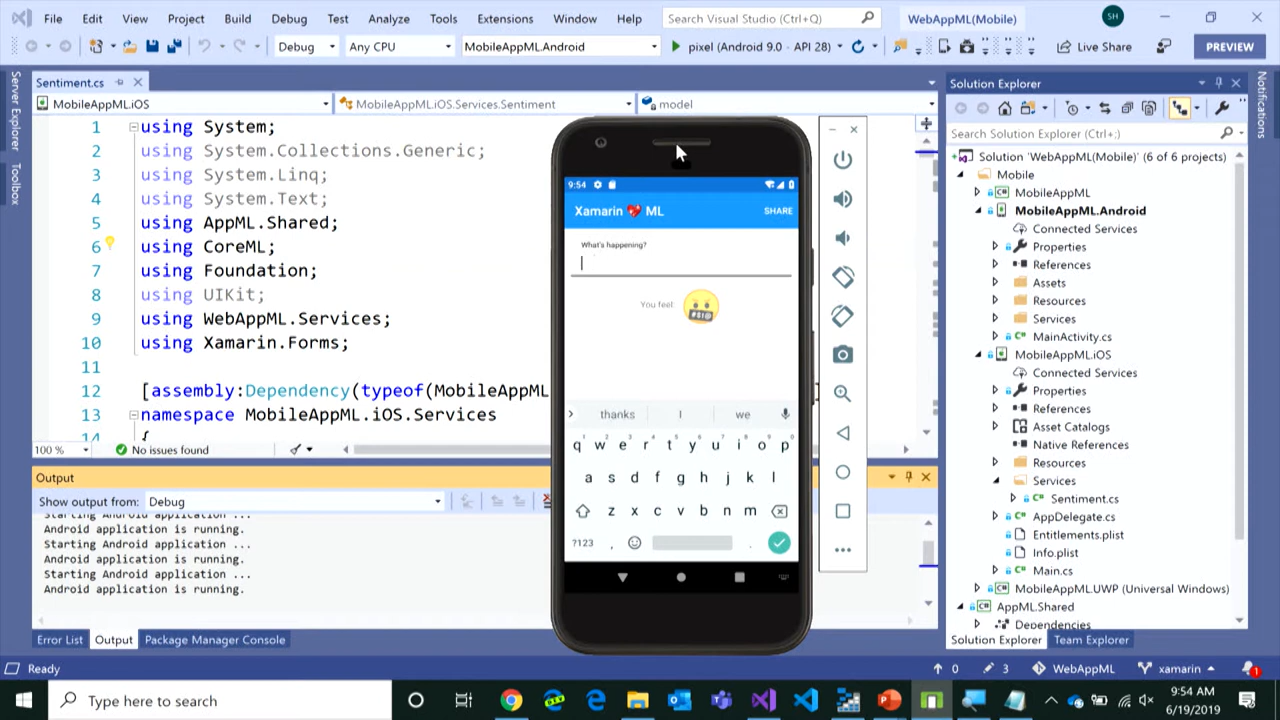 File Edit View Project Build Debug Test Analyze Tools Extensions Window Help Search Visual Studio (Ctrl+Q) WebAppML(Mobile) SH
Debug Any CPU MobileAppML.Android pixel (Android 9.0 - API 28) Live Share PREVIEW
Server Explorer
Toolbox
Sentiment.cs
MobileAppML.iOS MobileAppML.iOS.Services.Sentiment model
1 using System;
2 using System.Collections.Generic;
3 using System.Linq;
4 using System.Text;
5 using AppML.Shared;
6 using CoreML;
7 using Foundation;
8 using UIKit;
9 using WebAppML.Services;
10 using Xamarin.Forms;
11
12 [assembly:Dependency(typeof(MobileAppML
13 namespace MobileAppML.iOS.Services
14 {
100 % No issues found
Output
Show output from: Debug
Starting Android application ...
Android application is running.
Starting Android application ...
Android application is running.
Starting Android application ...
Android application is running.
Error List Output Package Manager Console
9:54
Xamarin 💖 ML SHARE
What's happening?
You feel: 🤬
thanks I we
q w e r t y u i o p
a s d f g h j k l
z x c v b n m
?123 , .
Solution Explorer
Search Solution Explorer (Ctrl+;)
Solution 'WebAppML(Mobile)' (6 of 6 projects)
Mobile
MobileAppML
MobileAppML.Android
Connected Services
Properties
References
Assets
Resources
Services
MainActivity.cs
MobileAppML.iOS
Connected Services
Properties
References
Asset Catalogs
Native References
Resources
Services
Sentiment.cs
AppDelegate.cs
Entitlements.plist
Info.plist
Main.cs
MobileAppML.UWP (Universal Windows)
AppML.Shared
Dependencies
Solution Explorer Team Explorer
Notifications
Ready 0 3 WebAppML xamarin 1
Type here to search
9:54 AM
6/19/2019